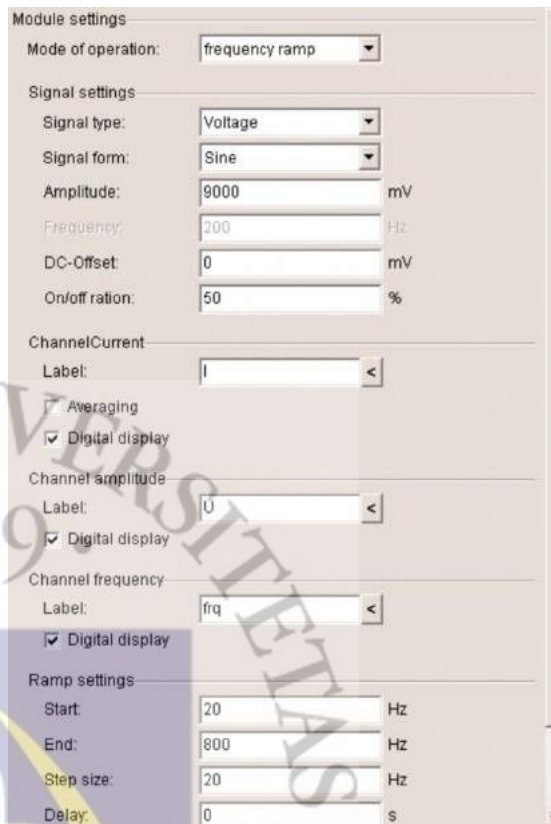 Module settings
Mode of operation: frequency ramp
Signal settings
Signal type: Voltage
Signal form: Sine
Amplitude: 9000 mV
Frequency: 200 Hz
DC-Offset: 0 mV
On/off ration: 50 %
ChannelCurrent
Label: I <
Averaging
Digital display
Channel amplitude
Label: Û <
Digital display
Channel frequency
Label: frq <
Digital display
Ramp settings
Start: 20 Hz
End: 800 Hz
Step size: 20 Hz
Delay: 0 s
VERSITAS